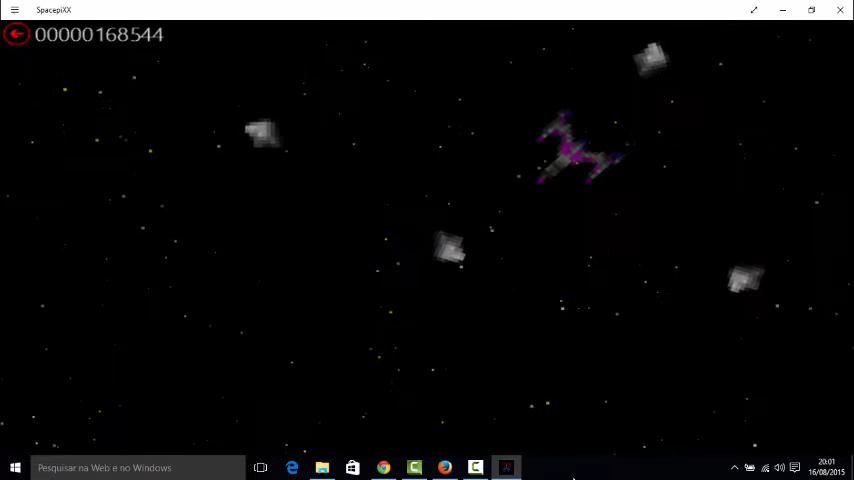 SpacepiXX
00000168544
Pesquisar na Web e no Windows
20:01
16/08/2015